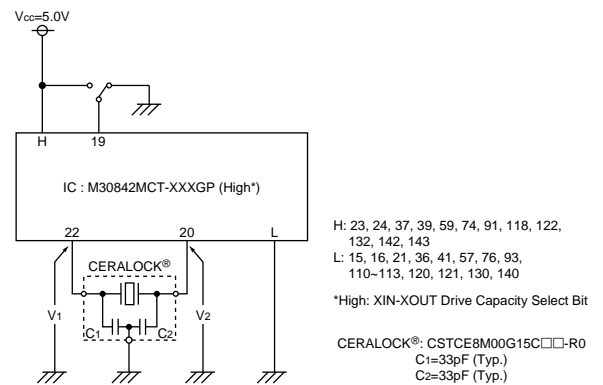 Vcc=5.0V
H
19
IC : M30842MCT-XXXGP (High*)
22
20
L
CERALOCK®
V1
C1
C2
V2
H: 23, 24, 37, 39, 59, 74, 91, 118, 122,
132, 142, 143
L: 15, 16, 21, 36, 41, 57, 76, 93,
110~113, 120, 121, 130, 140
*High: XIN-XOUT Drive Capacity Select Bit
CERALOCK®: CSTCE8M00G15C□□-R0
C1=33pF (Typ.)
C2=33pF (Typ.)